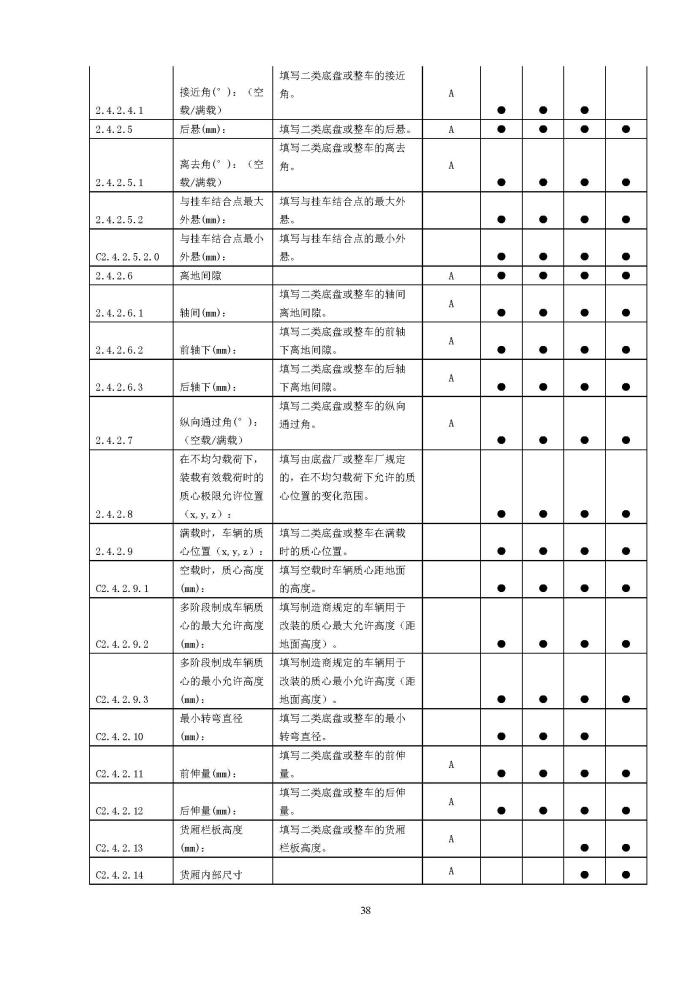 填写二类底盘或整车的接近
接近角(°)：（空 角。 A
2.4.2.4.1 载/满载） ● ● ●
2.4.2.5 后悬(mm)： 填写二类底盘或整车的后悬。 A ● ● ● ●
填写二类底盘或整车的离去
离去角(°)：（空 角。 A
2.4.2.5.1 载/满载） ● ● ● ●
与挂车结合点最大 填写与挂车结合点的最大外
2.4.2.5.2 外悬(mm)： 悬。 ● ● ● ●
与挂车结合点最小 填写与挂车结合点的最小外
C2.4.2.5.2.0 外悬(mm)： 悬。 ● ● ● ●
2.4.2.6 离地间隙 A ● ● ● ●
填写二类底盘或整车的轴间
2.4.2.6.1 轴间(mm)： 离地间隙。 A ● ● ● ●
填写二类底盘或整车的前轴
2.4.2.6.2 前轴下(mm)： 下离地间隙。 A ● ● ● ●
填写二类底盘或整车的后轴
2.4.2.6.3 后轴下(mm)： 下离地间隙。 A ● ● ● ●
填写二类底盘或整车的纵向
纵向通过角(°)： 通过角。 A
2.4.2.7 （空载/满载） ● ● ● ●
在不均匀载荷下， 填写由底盘厂或整车厂规定
装载有效载荷时的 的，在不均匀载荷下允许的质
质心极限允许位置 心位置的变化范围。
2.4.2.8 （x,y,z）： ● ● ● ●
满载时，车辆的质 填写二类底盘或整车在满载
2.4.2.9 心位置（x,y,z）： 时的质心位置。 ● ● ● ●
空载时，质心高度 填写空载时车辆质心距地面
C2.4.2.9.1 (mm)： 的高度。 ● ● ● ●
多阶段制成车辆质 填写制造商规定的车辆用于
心的最大允许高度 改装的质心最大允许高度（距
C2.4.2.9.2 (mm)： 地面高度）。 ● ● ● ●
多阶段制成车辆质 填写制造商规定的车辆用于
心的最小允许高度 改装的质心最小允许高度（距
C2.4.2.9.3 (mm)： 地面高度）。 ● ● ● ●
最小转弯直径 填写二类底盘或整车的最小
C2.4.2.10 (mm)： 转弯直径。 ● ● ●
填写二类底盘或整车的前伸
C2.4.2.11 前伸量(mm)： 量。 A ● ● ● ●
填写二类底盘或整车的后伸
C2.4.2.12 后伸量(mm)： 量。 A ● ● ● ●
货厢栏板高度 填写二类底盘或整车的货厢
C2.4.2.13 (mm)： 栏板高度。 A ● ●
C2.4.2.14 货厢内部尺寸 A ● ●
38